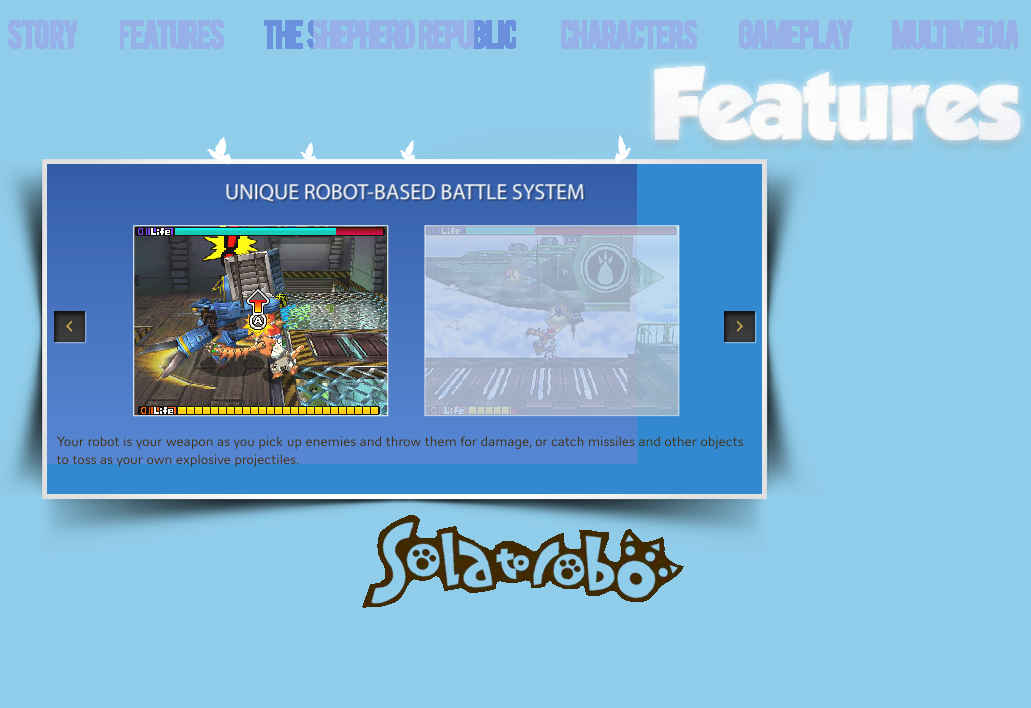 STORY FEATURES THE SHEPHERD REPUBLIC CHARACTERS GAMEPLAY MULTIMEDIA
Features
UNIQUE ROBOT-BASED BATTLE SYSTEM
Life Life
A
Life Life
Your robot is your weapon as you pick up enemies and throw them for damage, or catch missiles and other objects
to toss as your own explosive projectiles.
Solatorobo